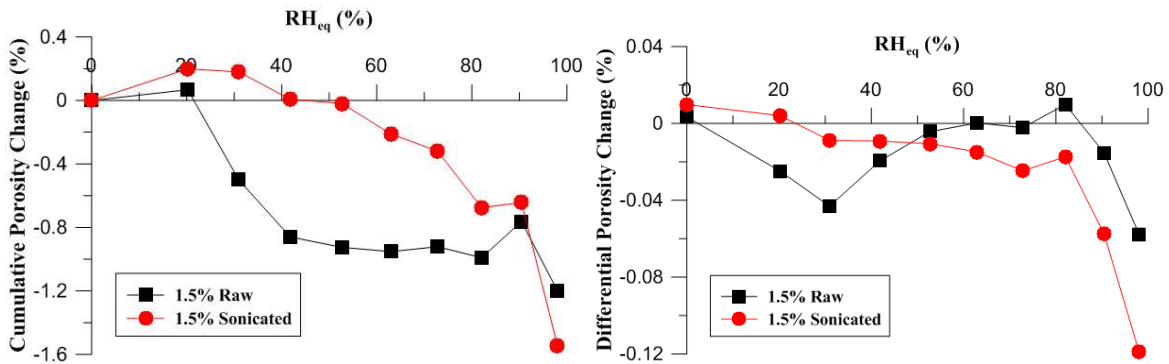 RHeq (%)
0.4
0 20 40 60 80 100
0
-0.4
-0.8
-1.2
-1.6
Cumulative Porosity Change (%)
1.5% Raw
1.5% Sonicated
RHeq (%)
0.04
0 20 40 60 80 100
0
-0.04
-0.08
-0.12
Differential Porosity Change (%)
1.5% Raw
1.5% Sonicated